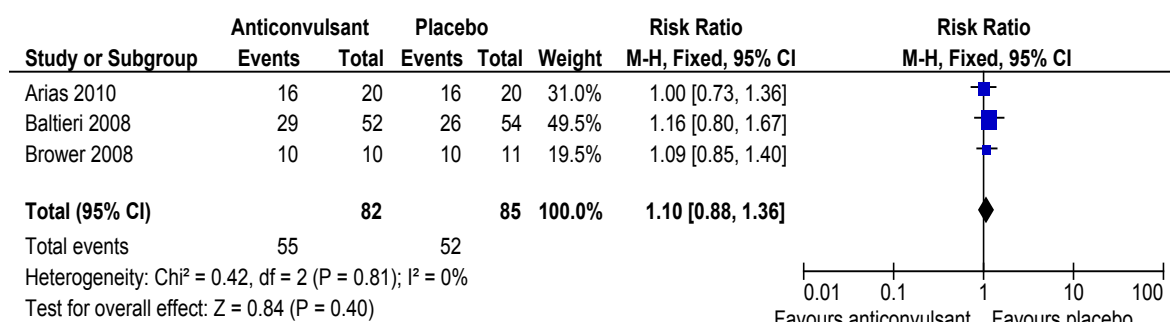 Anticonvulsant Placebo Risk Ratio Risk Ratio
Study or Subgroup Events Total Events Total Weight M-H, Fixed, 95% CI M-H, Fixed, 95% CI
Arias 2010 16 20 16 20 31.0% 1.00 [0.73, 1.36]
Baltieri 2008 29 52 26 54 49.5% 1.16 [0.80, 1.67]
Brower 2008 10 10 10 11 19.5% 1.09 [0.85, 1.40]
Total (95% CI) 82 85 100.0% 1.10 [0.88, 1.36]
Total events 55 52
Heterogeneity: Chi² = 0.42, df = 2 (P = 0.81); I² = 0%
Test for overall effect: Z = 0.84 (P = 0.40)
0.01 0.1 1 10 100
Favours anticonvulsant Favours placebo